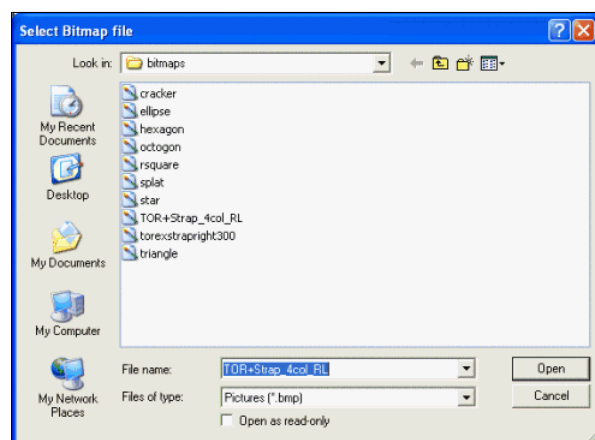 Select Bitmap file
Look in: bitmaps
My Recent
Documents
Desktop
My Documents
My Computer
My Network
Places
cracker
ellipse
hexagon
octogon
rsquare
splat
star
TOR+Strap_4col_RL
torexstrapright300
triangle
File name: TOR+Strap_4col_RL Open
Files of type: Pictures (*.bmp) Cancel
Open as read-only